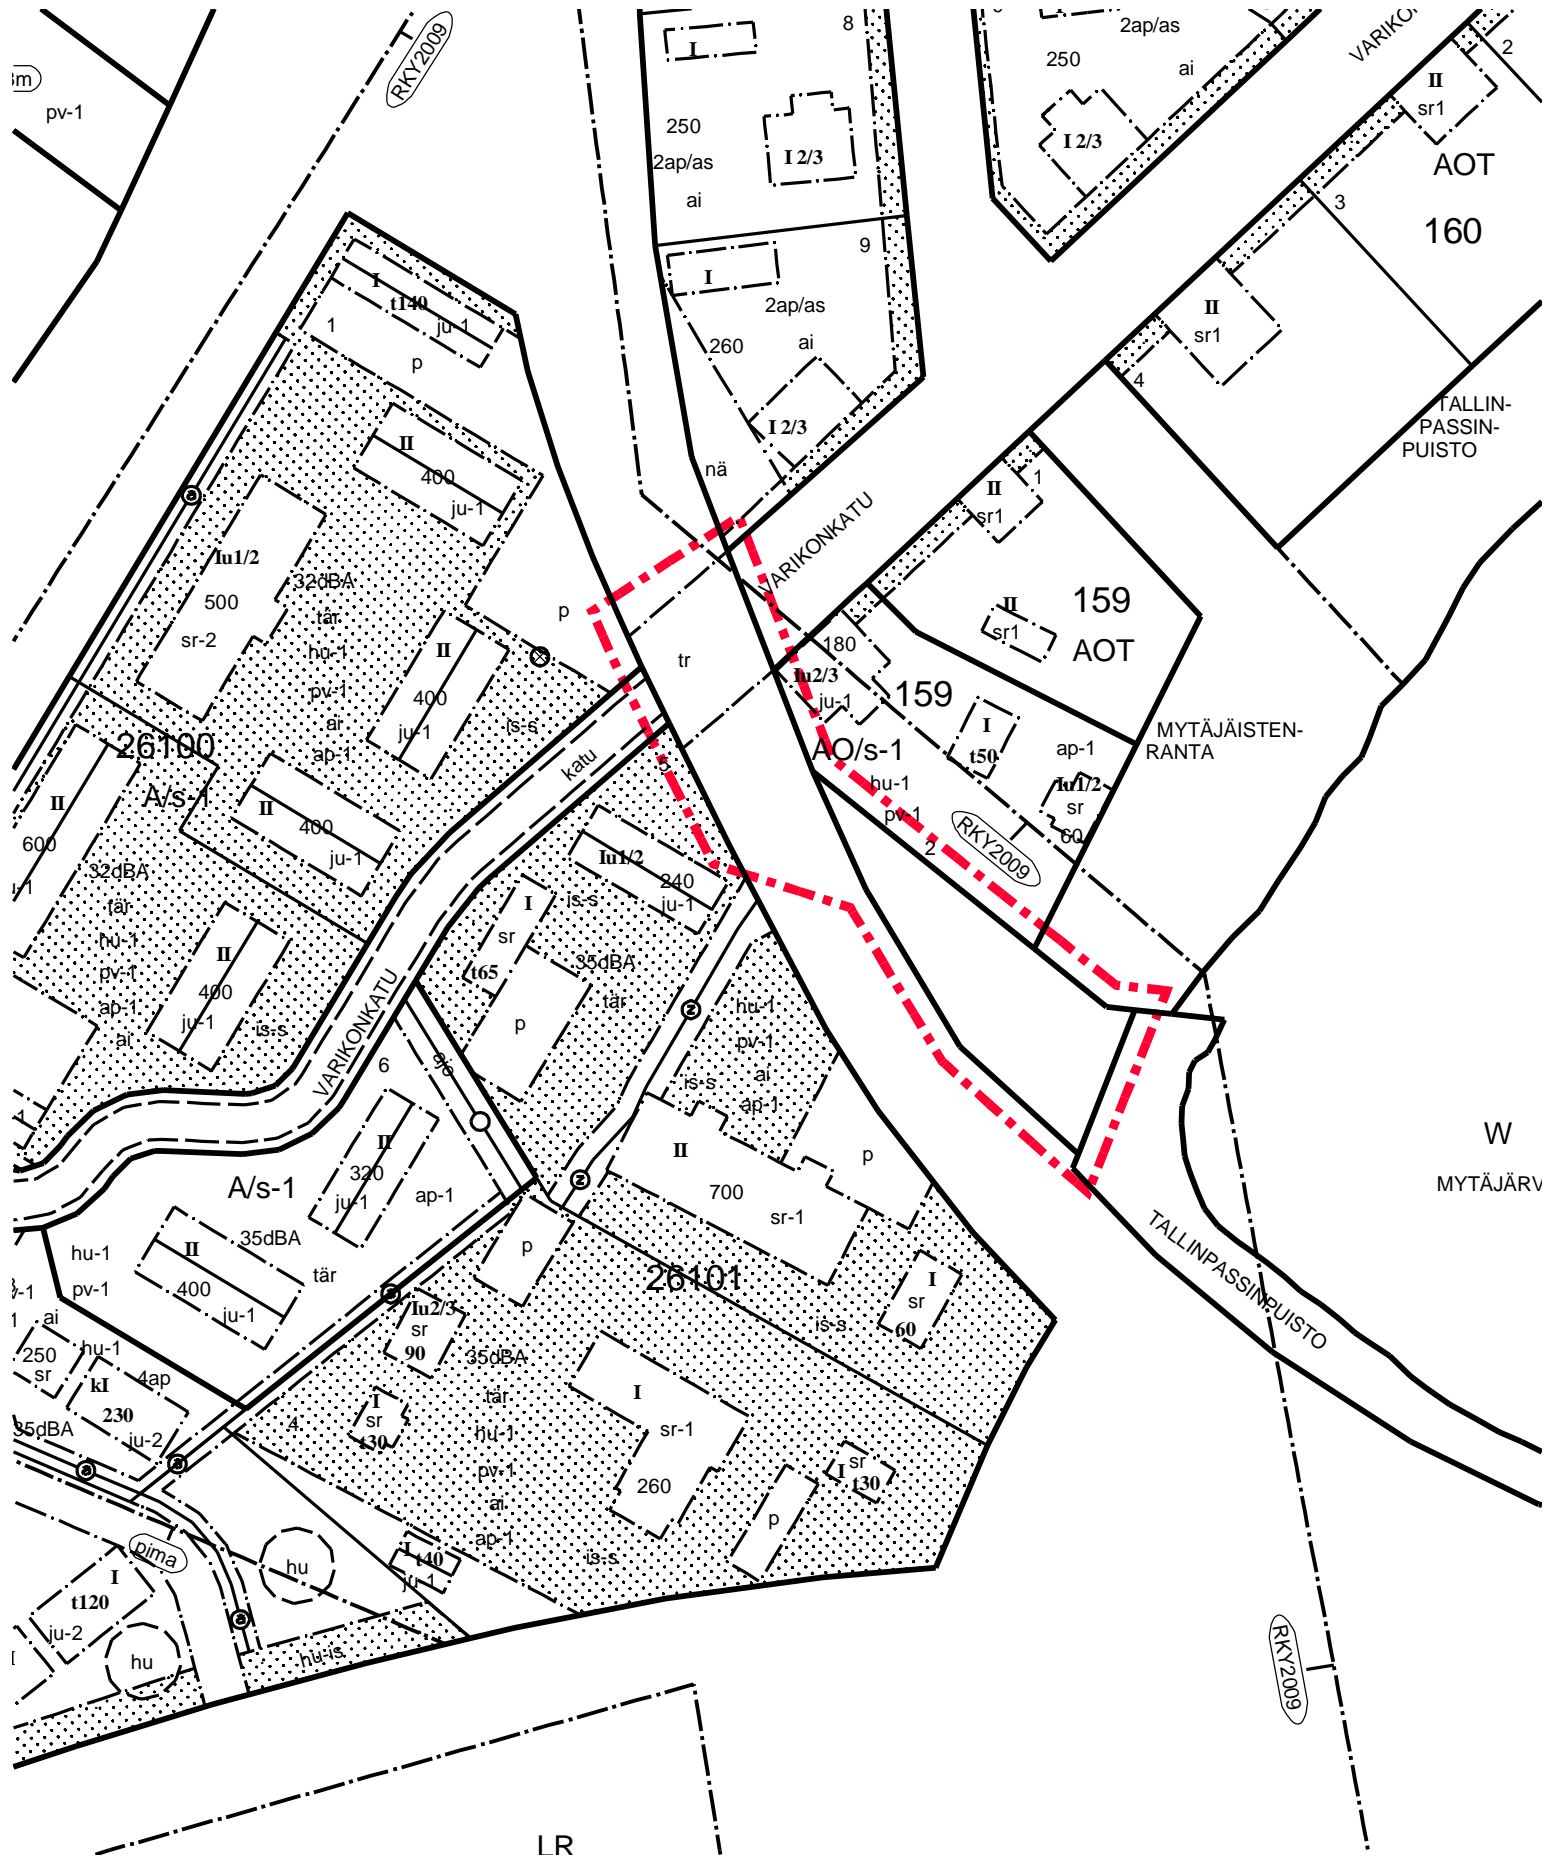 RKY2009
pv-1
I
8
250
2ap/as
ai
I 2/3
2ap/as
250
ai
I 2/3
2
II
sr1
AOT
160
3
9
I
2ap/as
ai
260
I 2/3
nä
II
sr1
4
TALLIN-
PASSIN-
PUISTO
I
t140
ju-1
1
p
II
400
ju-1
Iu1/2
500
sr-2
32dBA
tär
hu-1
pv-1
ai
ap-1
II
400
ju-1
is-s
p
tr
VARIKONKATU
1
II
sr1
II
sr1
159
AOT
180
Iu2/3
ju-1
159
AO/s-1
hu-1
pv-1
2
I
t50
ap-1
Iu1/2
sr
60
RKY2009
MYTÄJÄISTEN-
RANTA
26100
A/s-1
II
600
II
400
ju-1
32dBA
tär
hu-1
pv-1
ap-1
ai
II
400
ju-1
is-s
katu
5
Iu1/2
240
ju-1
is-s
I
sr
t65
35dBA
tär
p
VARIKONKATU
6
hu-1
pv-1
ai
ap-1
is-s
II
320
ju-1
ap-1
A/s-1
35dBA
tär
II
400
ju-1
hu-1
pv-1
II
700
sr-1
p
W
MYTÄJÄRV
TALLINPASSINPUISTO
p
26101
I
sr
60
is-s
ai
250
sr
hu-1
kI
230
4ap
ju-2
35dBA
Iu2/3
sr
90
I
sr
t30
4
35dBA
tär
hu-1
pv-1
ai
ap-1
I
sr-1
260
sr
I
t30
p
is-s
pima
hu
I
t40
ju-1
I
t120
ju-2
hu
hu-is
RKY2009
LR